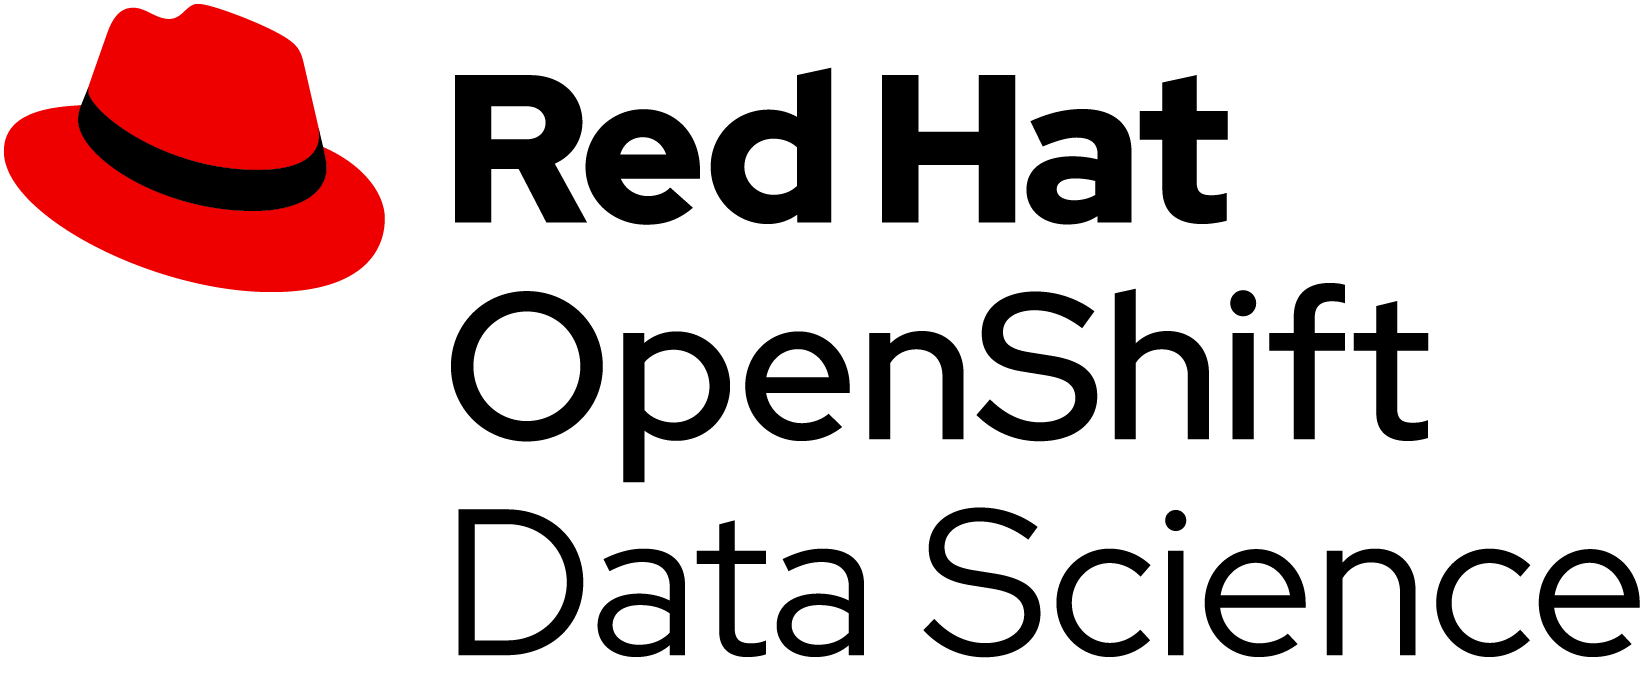 Red Hat
OpenShift
Data Science